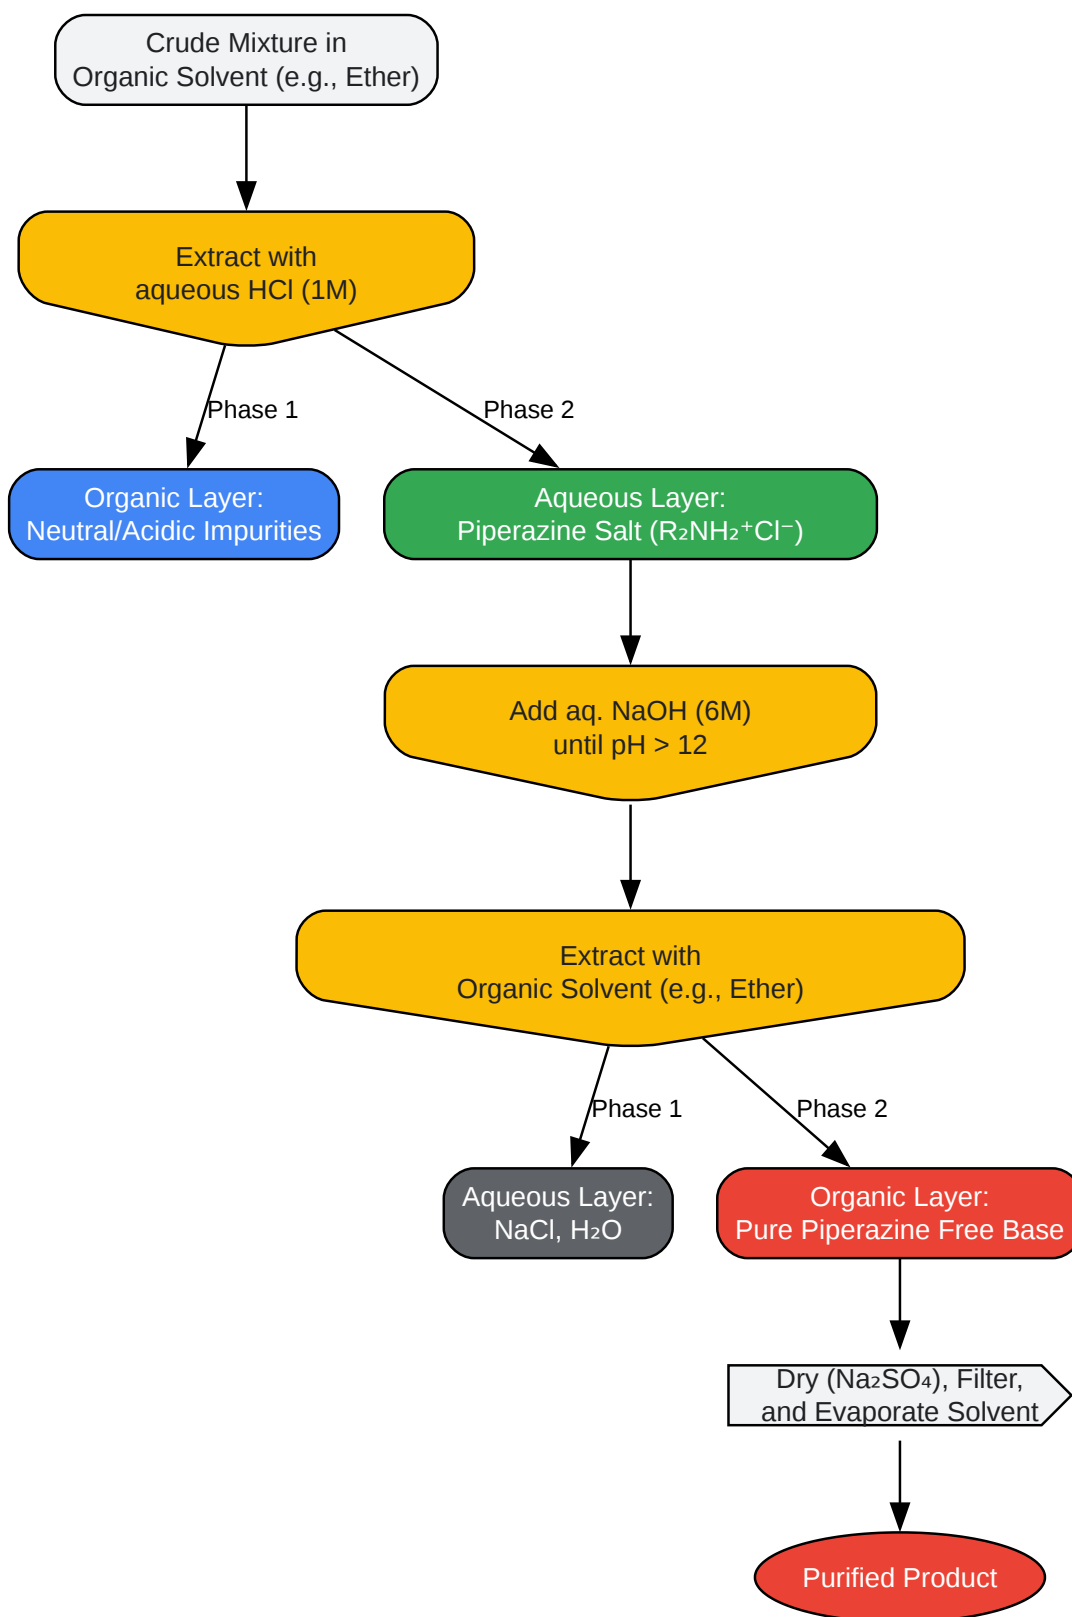 Crude Mixture in
Organic Solvent (e.g., Ether)
Extract with
aqueous HCl (1M)
Phase 1
Phase 2
Organic Layer:
Neutral/Acidic Impurities
Aqueous Layer:
Piperazine Salt (R₂NH₂⁺Cl⁻)
Add aq. NaOH (6M)
until pH > 12
Extract with
Organic Solvent (e.g., Ether)
Phase 1
Phase 2
Aqueous Layer:
NaCl, H₂O
Organic Layer:
Pure Piperazine Free Base
Dry (Na₂SO₄), Filter,
and Evaporate Solvent
Purified Product